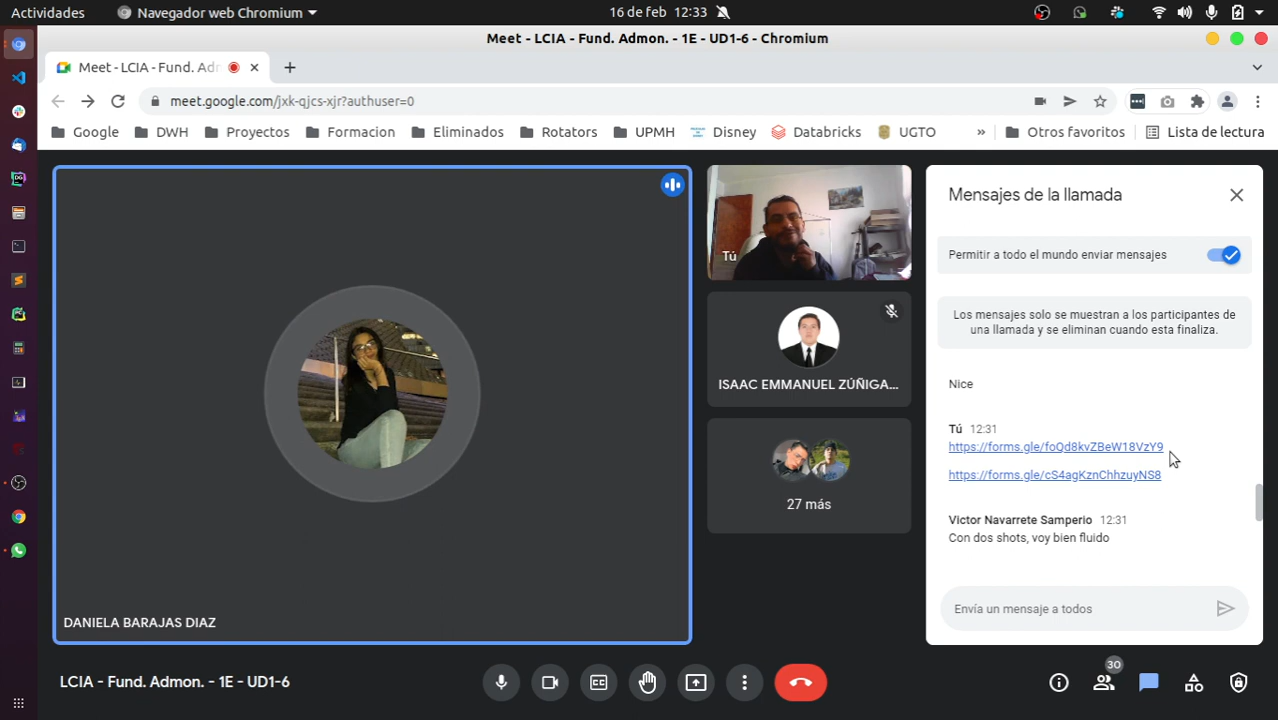 Actividades
Navegador web Chromium
16 de feb 12:33
Meet - LCIA - Fund. Admon. - 1E - UD1-6 - Chromium
Meet - LCIA - Fund. Adm
meet.google.com/jxk-qjcs-xjr?authuser=0
Google
DWH
Proyectos
Formacion
Eliminados
Rotators
UPMH
Disney
Databricks
UGTO
»
Otros favoritos
Lista de lectura
DANIELA BARAJAS DIAZ
Tú
ISAAC EMMANUEL ZÚÑIGA...
27 más
Mensajes de la llamada
Permitir a todo el mundo enviar mensajes
Los mensajes solo se muestran a los participantes de
una llamada y se eliminan cuando esta finaliza.
Nice
Tú 12:31
https://forms.gle/foQd8kvZBeW18VzY9
https://forms.gle/cS4agKznChhzuyNS8
Victor Navarrete Samperio 12:31
Con dos shots, voy bien fluido
Envía un mensaje a todos
LCIA - Fund. Admon. - 1E - UD1-6
30